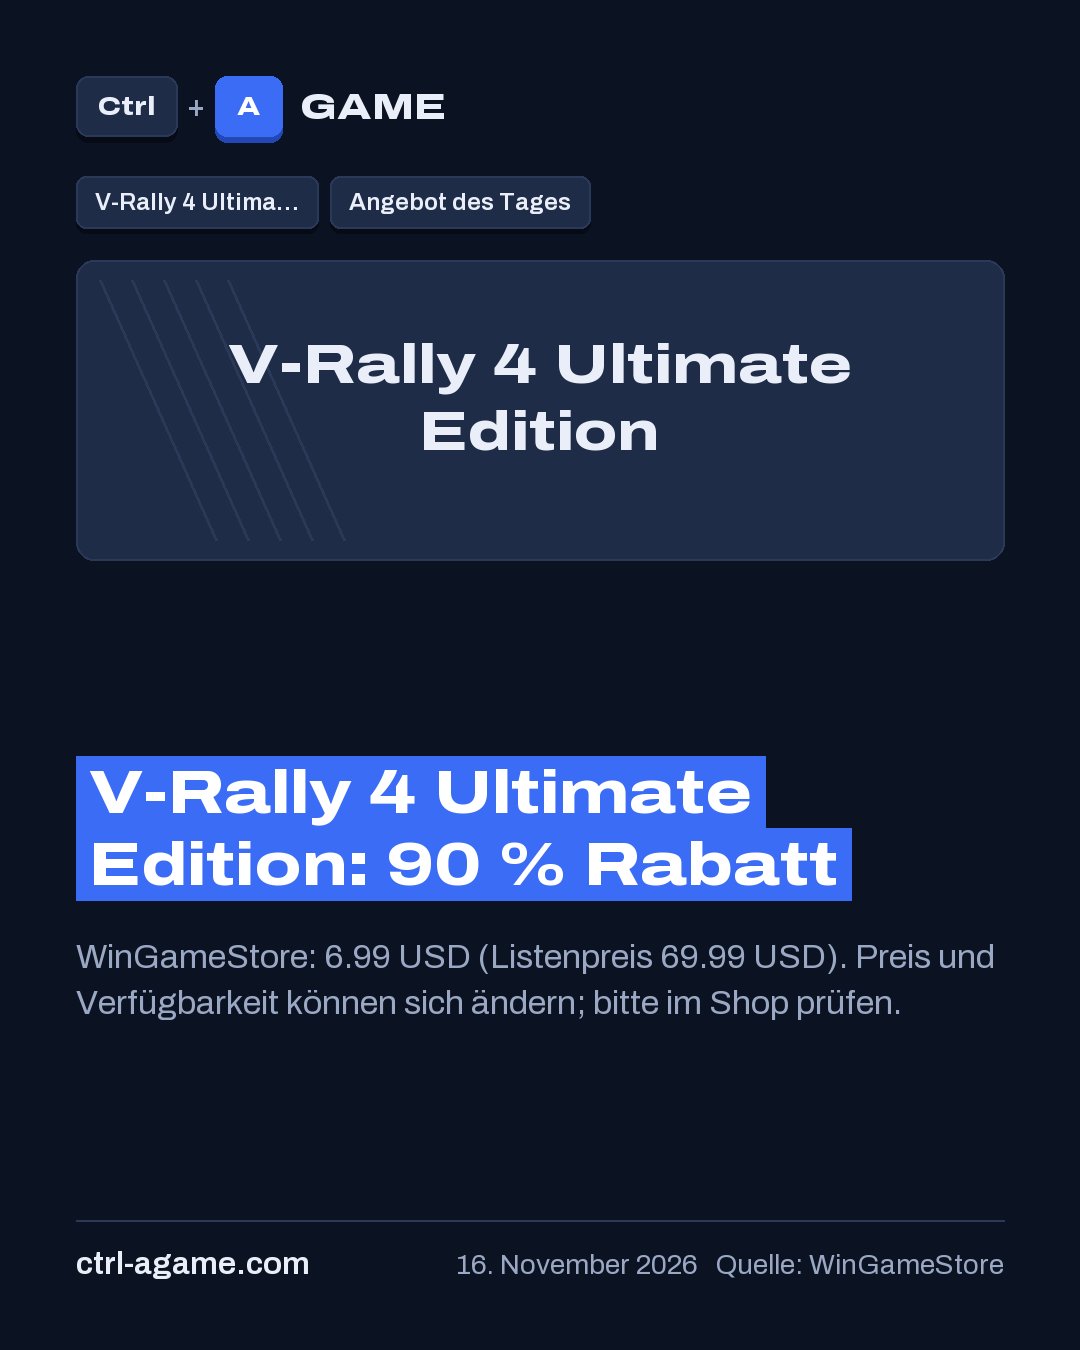 Ctrl + A GAME
V-Rally 4 Ultima... Angebot des Tages
V-Rally 4 Ultimate
Edition
V-Rally 4 Ultimate
Edition: 90 % Rabatt
WinGameStore: 6.99 USD (Listenpreis 69.99 USD). Preis und
Verfügbarkeit können sich ändern; bitte im Shop prüfen.
ctrl-agame.com 16. November 2026 Quelle: WinGameStore